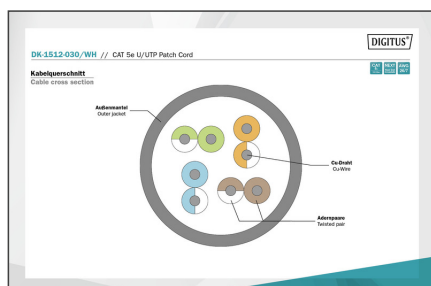 DIGITUS®
DK-1512-030/WH // CAT 5e U/UTP Patch Cord
Kabelquerschnitt
Cable cross section
Außenmantel
Outer jacket
Cu-Draht
Cu-Wire
Adernpaare
Twisted pair